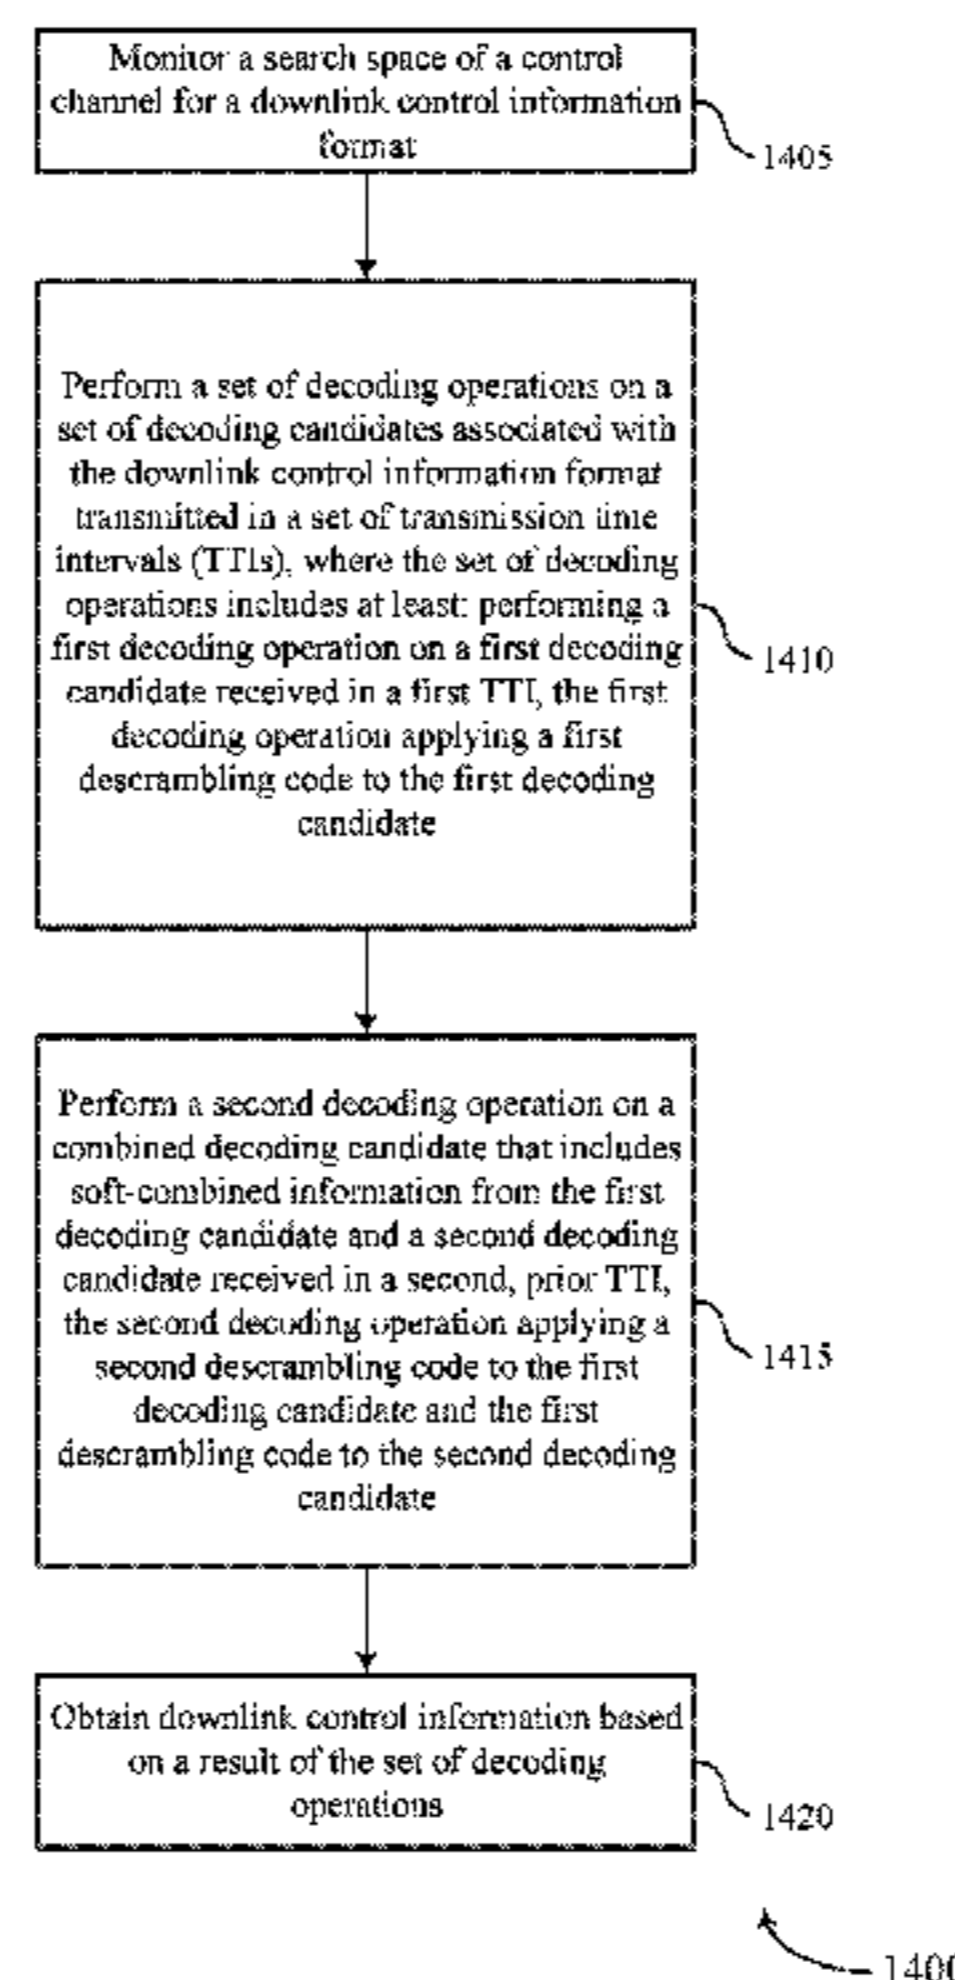 Monitor a search space of a control
channel for a downlink control information
format
1405
Perform a set of decoding operations on a
set of decoding candidates associated with
the downlink control information format
transmitted in a set of transmission time
intervals (TTIs), where the set of decoding
operations includes at least: performing a
first decoding operation on a first decoding
candidate received in a first TTI, the first
decoding operation applying a first
descrambling code to the first decoding
candidate
1410
Perform a second decoding operation on a
combined decoding candidate that includes
soft-combined information from the first
decoding candidate and a second decoding
candidate received in a second, prior TTI,
the second decoding operation applying a
second descrambling code to the first
decoding candidate and the first
descrambling code to the second decoding
candidate
1415
Obtain downlink control information based
on a result of the set of decoding
operations
1420
1400